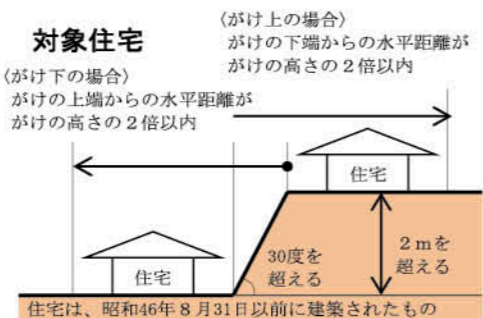 対象住宅
〈がけ上の場合〉
がけの下端からの水平距離が
がけの高さの２倍以内
〈がけ下の場合〉
がけの上端からの水平距離が
がけの高さの２倍以内
住宅
住宅
30度を
超える
２ｍを
超える
住宅は、昭和46年８月31日以前に建築されたもの